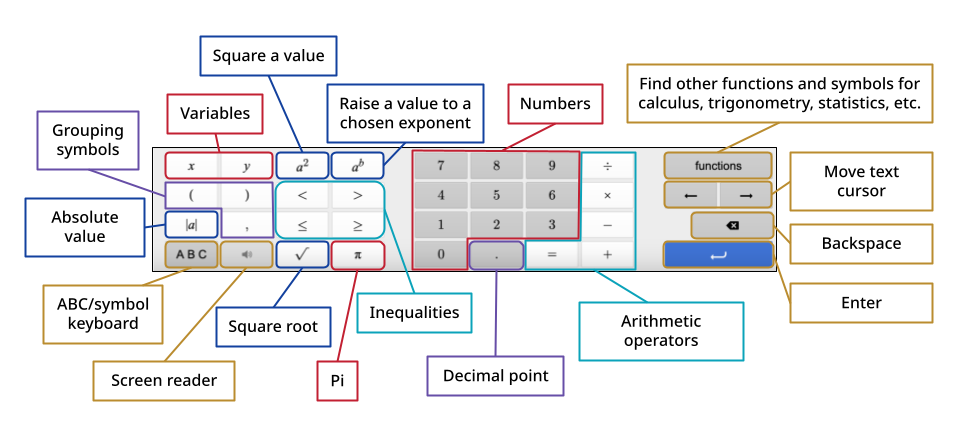 Square a value
Find other functions and symbols for
calculus, trigonometry, statistics, etc.
Variables
Raise a value to a
chosen exponent
Numbers
Grouping
symbols
x y a² aᵇ 7 8 9 ÷ functions
( ) < > 4 5 6 × ← →
Move text
cursor
|a| , ≤ ≥ 1 2 3 − ⌫
A B C √ π 0 . = +
Absolute
value
Backspace
ABC/symbol
keyboard
Square root
Inequalities
Arithmetic
operators
Enter
Screen reader
Pi
Decimal point